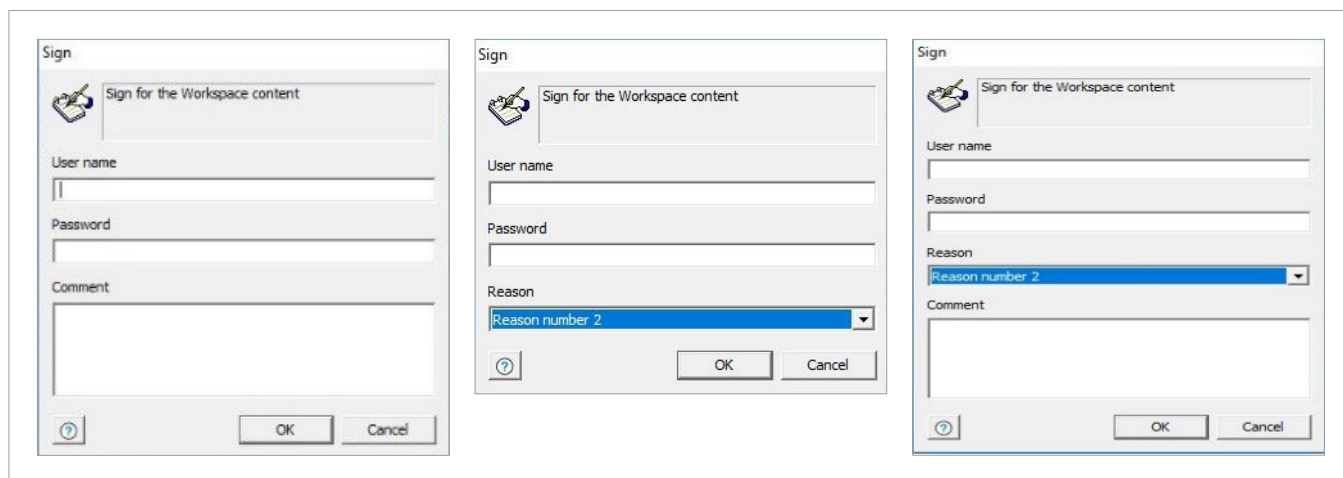 Sign
Sign for the Workspace content
User name
Password
Comment
?
OK
Cancel
Sign
Sign for the Workspace content
User name
Password
Reason
Reason number 2
?
OK
Cancel
Sign
Sign for the Workspace content
User name
Password
Reason
Reason number 2
Comment
?
OK
Cancel